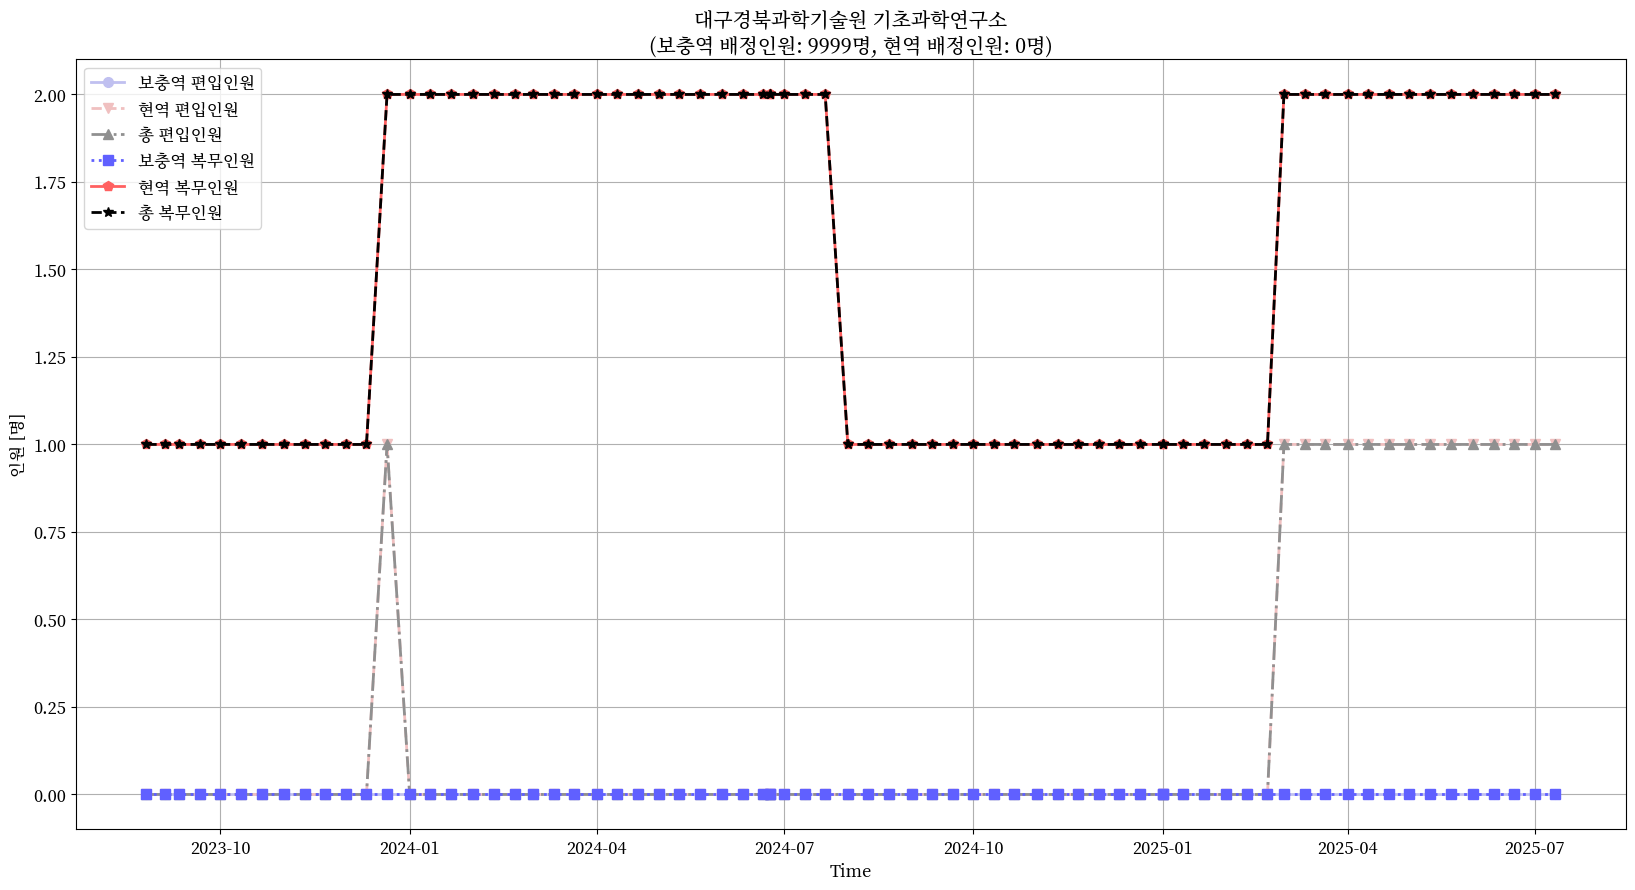 대구경북과학기술원 기초과학연구소
(보충역 배정인원: 9999명, 현역 배정인원: 0명)
보충역 편입인원
현역 편입인원
총 편입인원
보충역 복무인원
현역 복무인원
총 복무인원
인원 [명]
2.00
1.75
1.50
1.25
1.00
0.75
0.50
0.25
0.00
2023-10
2024-01
2024-04
2024-07
2024-10
2025-01
2025-04
2025-07
Time